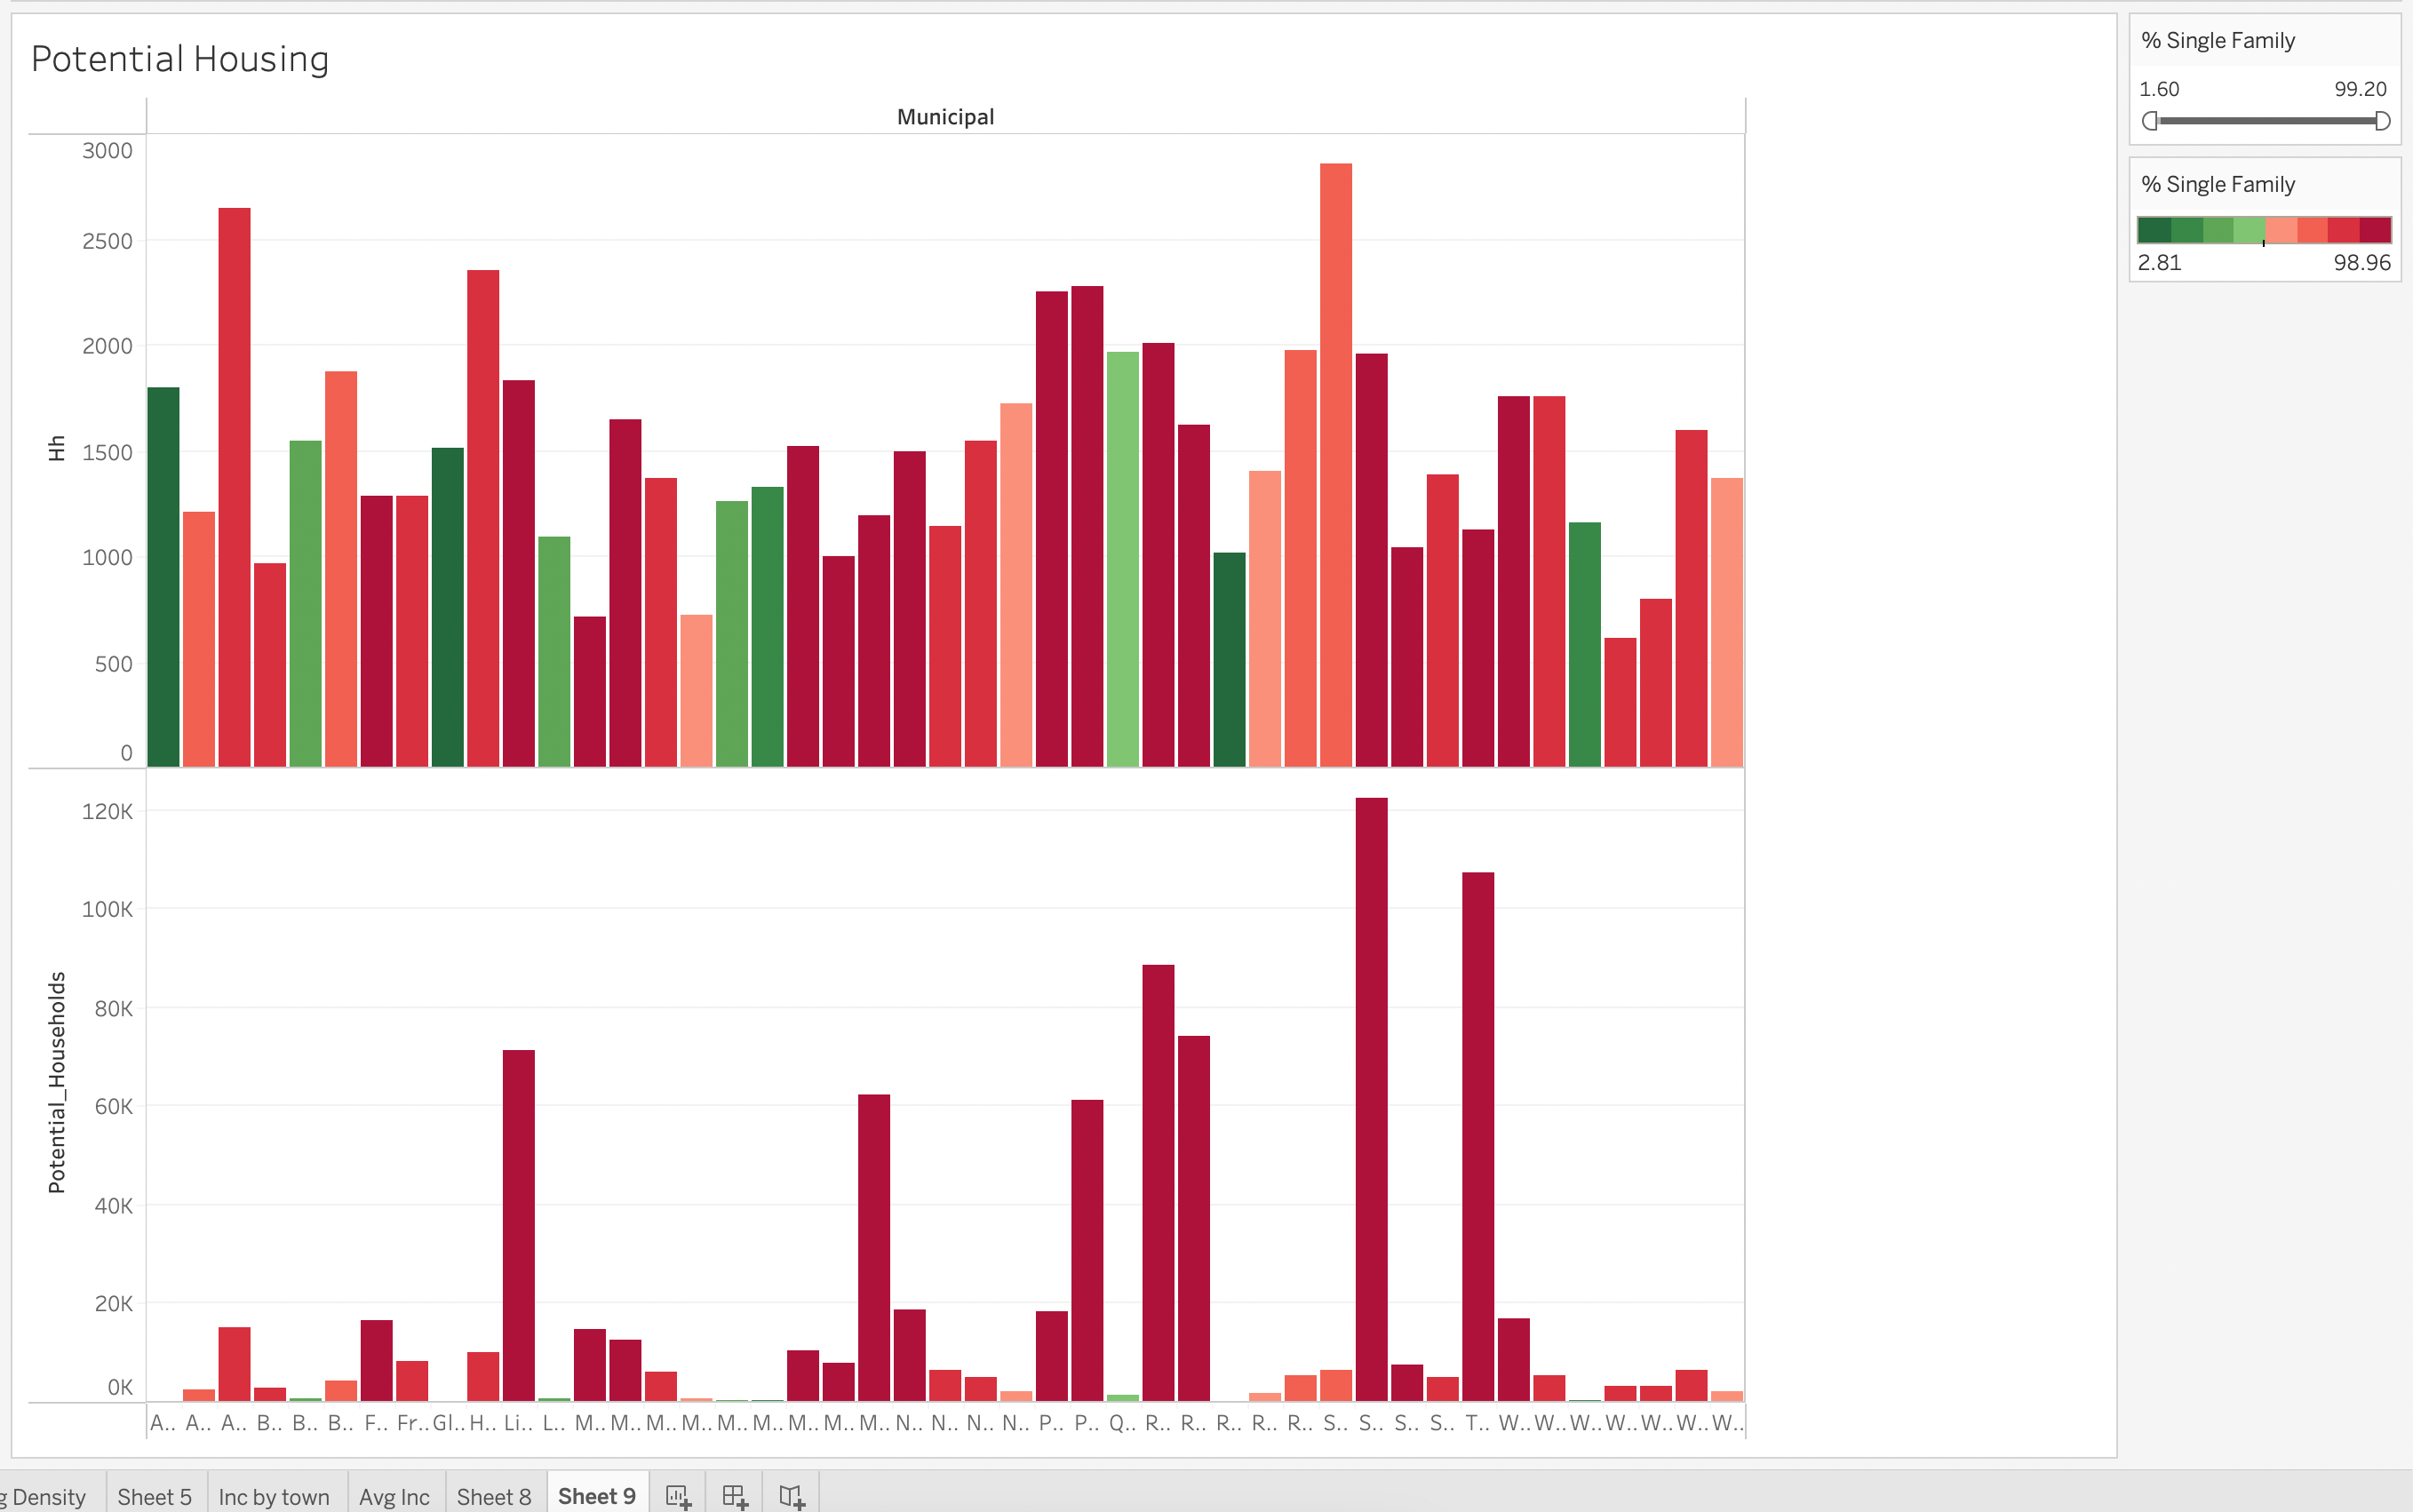 Potential Housing
Municipal
3000
2500
2000
1500
1000
500
0
Hh
120K
100K
80K
60K
40K
20K
0K
Potential_Households
A.. A.. A.. B.. B.. B.. F.. Fr.. Gl.. H.. Li.. L.. M.. M.. M.. M.. M.. M.. M.. M.. M.. N.. N.. N.. N.. P.. P.. Q.. R.. R.. R.. R.. R.. S.. S.. S.. S.. T.. W.. W.. W.. W.. W.. W.. W..
% Single Family
1.60 99.20
% Single Family
2.81 98.96
g Density Sheet 5 Inc by town Avg Inc Sheet 8 Sheet 9